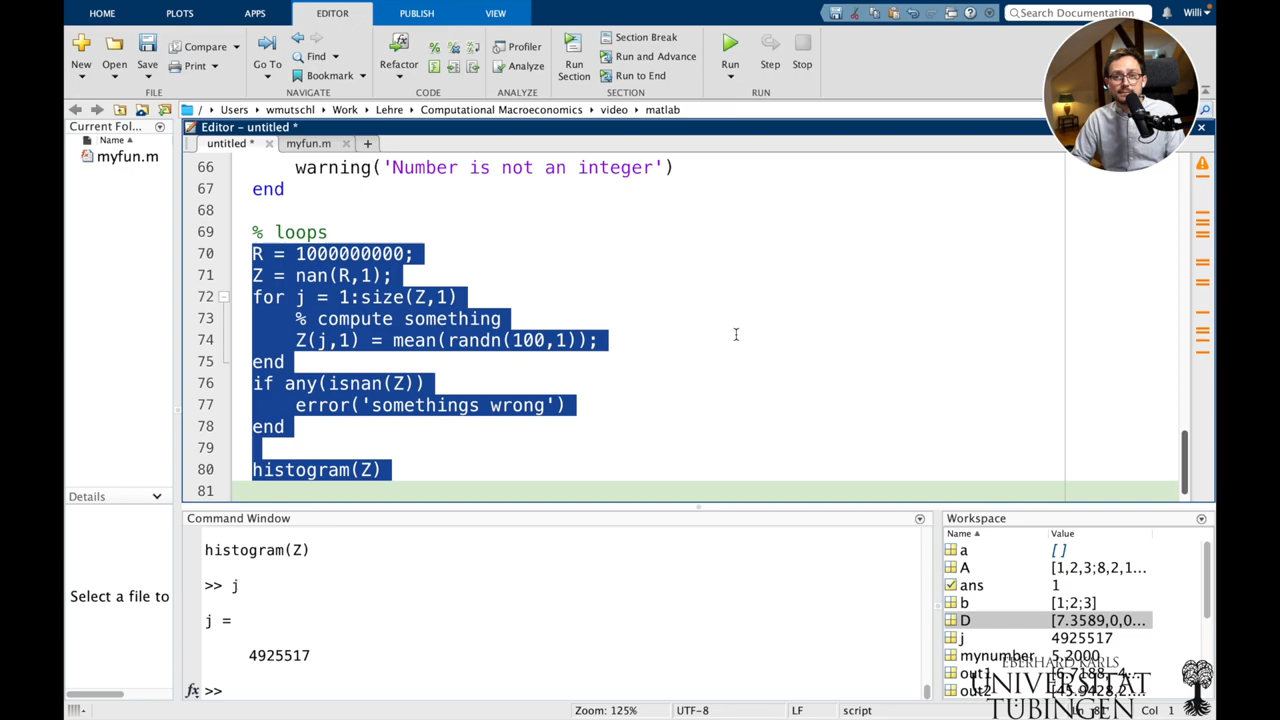 HOME PLOTS APPS EDITOR PUBLISH VIEW Search Documentation Willi
New Open Save Compare Print Go To Find Bookmark Refactor Profiler Analyze Run Section Section Break Run and Advance Run to End Run Step Stop
FILE NAVIGATE CODE ANALYZE SECTION RUN
/ Users wmutschl Work Lehre Computational Macroeconomics video matlab
Current Fol...
Name
myfun.m
Details
Select a file to
Editor - untitled *
untitled * myfun.m
66 warning('Number is not an integer')
67 end
68
69 % loops
70 R = 1000000000;
71 Z = nan(R,1);
72 for j = 1:size(Z,1)
73 % compute something
74 Z(j,1) = mean(randn(100,1));
75 end
76 if any(isnan(Z))
77 error('somethings wrong')
78 end
79
80 histogram(Z)
81
Command Window
histogram(Z)
>> j
j =
4925517
fx >>
Workspace
Name Value
a []
A [1,2,3;8,2,1...
ans 1
b [1;2;3]
D [7.3589,0,0...
j 4925517
mynumber 5.2000
out1
out2 [45.9428,2...
EBERHARD KARLS
UNIVERSITÄT
TÜBINGEN
Zoom: 125% UTF-8 LF script Ln 81 Col 1